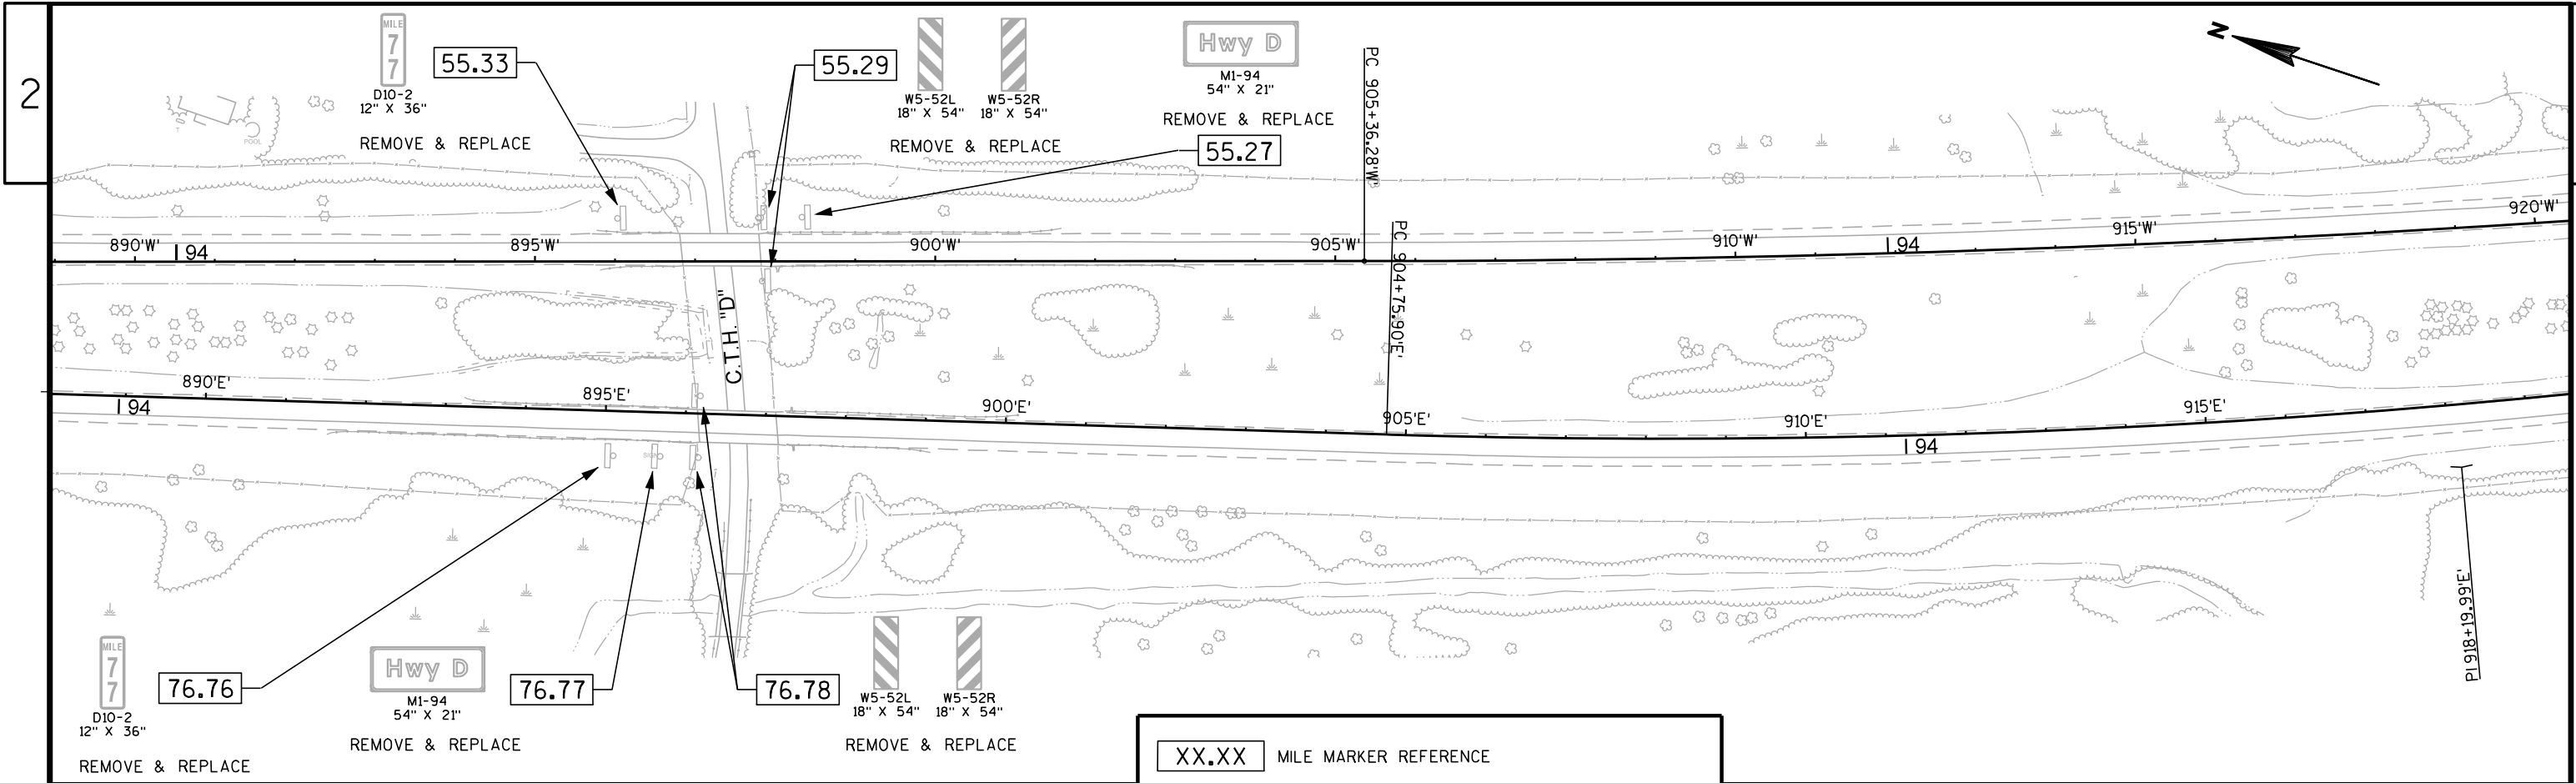 2
MILE
7
7
D10-2
12" X 36"
REMOVE & REPLACE
55.33
55.29
W5-52L
18" X 54"
W5-52R
18" X 54"
REMOVE & REPLACE
Hwy D
M1-94
54" X 21"
REMOVE & REPLACE
55.27
PC 905+36.28'W'
N
POOL
890'W'
I 94
895'W'
900'W'
905'W'
910'W'
I 94
915'W'
920'W'
PC 904+75.90'E'
C.T.H. "D"
890'E'
I 94
895'E'
900'E'
905'E'
910'E'
I 94
915'E'
SIGN
PI 918+19.99'E'
MILE
7
7
D10-2
12" X 36"
REMOVE & REPLACE
76.76
Hwy D
M1-94
54" X 21"
REMOVE & REPLACE
76.77
76.78
W5-52L
18" X 54"
W5-52R
18" X 54"
REMOVE & REPLACE
XX.XX MILE MARKER REFERENCE